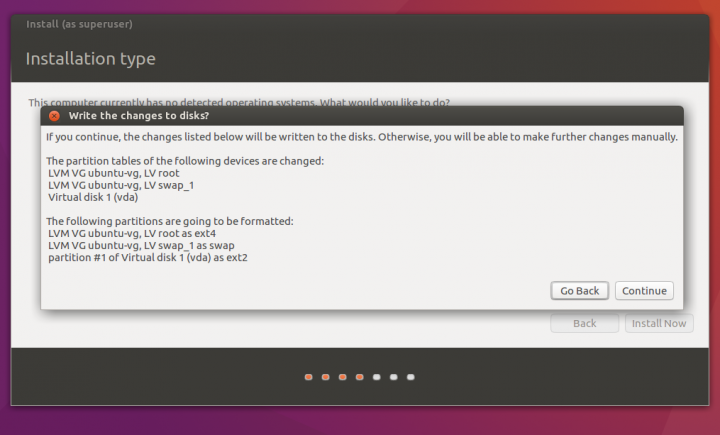 Install (as superuser)
Installation type
This computer currently has no detected operating systems. What would you like to do?
Write the changes to disks?
If you continue, the changes listed below will be written to the disks. Otherwise, you will be able to make further changes manually.
The partition tables of the following devices are changed:
LVM VG ubuntu-vg, LV root
LVM VG ubuntu-vg, LV swap_1
Virtual disk 1 (vda)
The following partitions are going to be formatted:
LVM VG ubuntu-vg, LV root as ext4
LVM VG ubuntu-vg, LV swap_1 as swap
partition #1 of Virtual disk 1 (vda) as ext2
Go Back Continue
Back Install Now